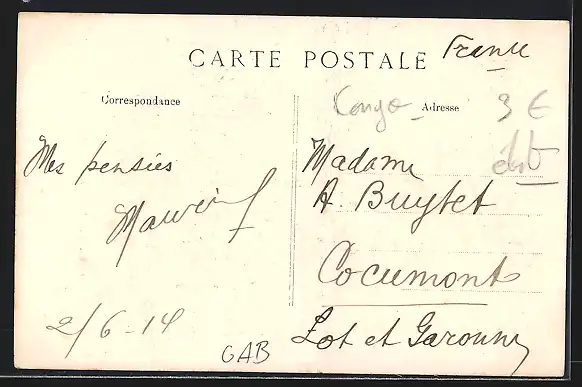 CARTE POSTALE
France
Correspondance
Congo
Adresse
3 €
Mes pensées
Madame
A. Buytet
Cocumont
Lot et Garonne
2/6-14
GAB